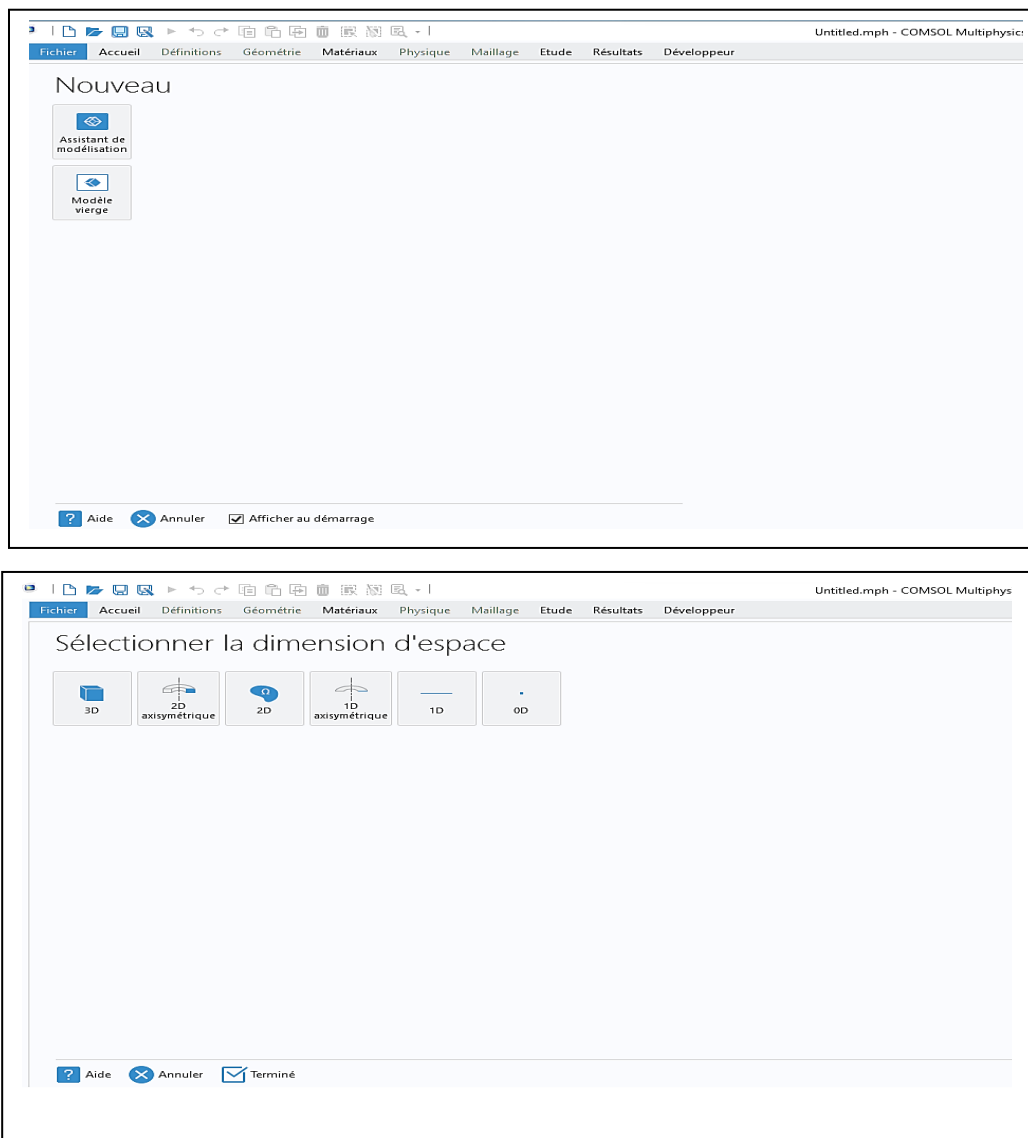 Untitled.mph - COMSOL Multiphysics
Fichier Accueil Définitions Géométrie Matériaux Physique Maillage Etude Résultats Développeur
Nouveau
Assistant de
modélisation
Modèle
vierge
? Aide Annuler Afficher au démarrage
Untitled.mph - COMSOL Multiphys
Fichier Accueil Définitions Géométrie Matériaux Physique Maillage Etude Résultats Développeur
Sélectionner la dimension d'espace
3D
2D
axisymétrique
Ω
2D
1D
axisymétrique
1D
0D
? Aide Annuler Terminé